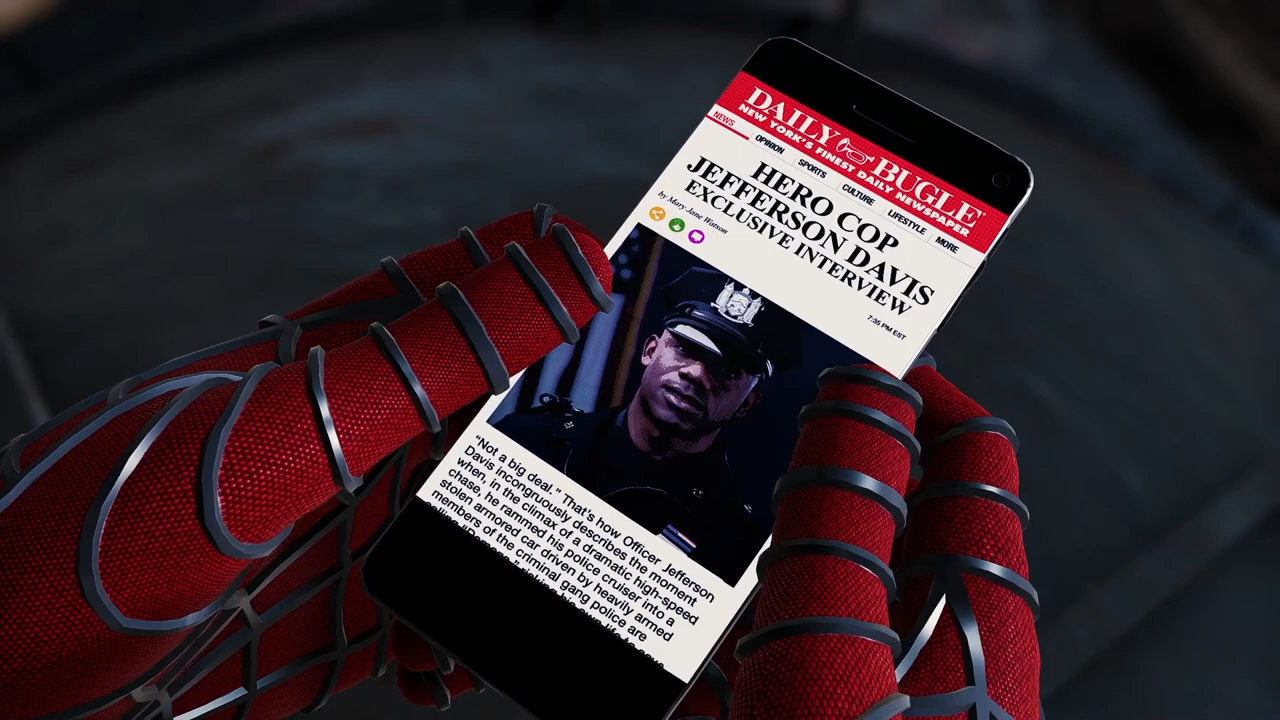 DAILY BUGLE
NEW YORK'S FINEST DAILY NEWSPAPER
NEWS OPINION SPORTS CULTURE LIFESTYLE MORE
HERO COP
JEFFERSON DAVIS
EXCLUSIVE INTERVIEW
by Mary Jane Watson
7:35 PM EST
"Not a big deal." That's how Officer Jefferson
Davis incongruously describes the moment
when, in the climax of a dramatic high-speed
chase, he rammed his police cruiser into a
stolen armored car driven by heavily armed
members of the criminal gang police are